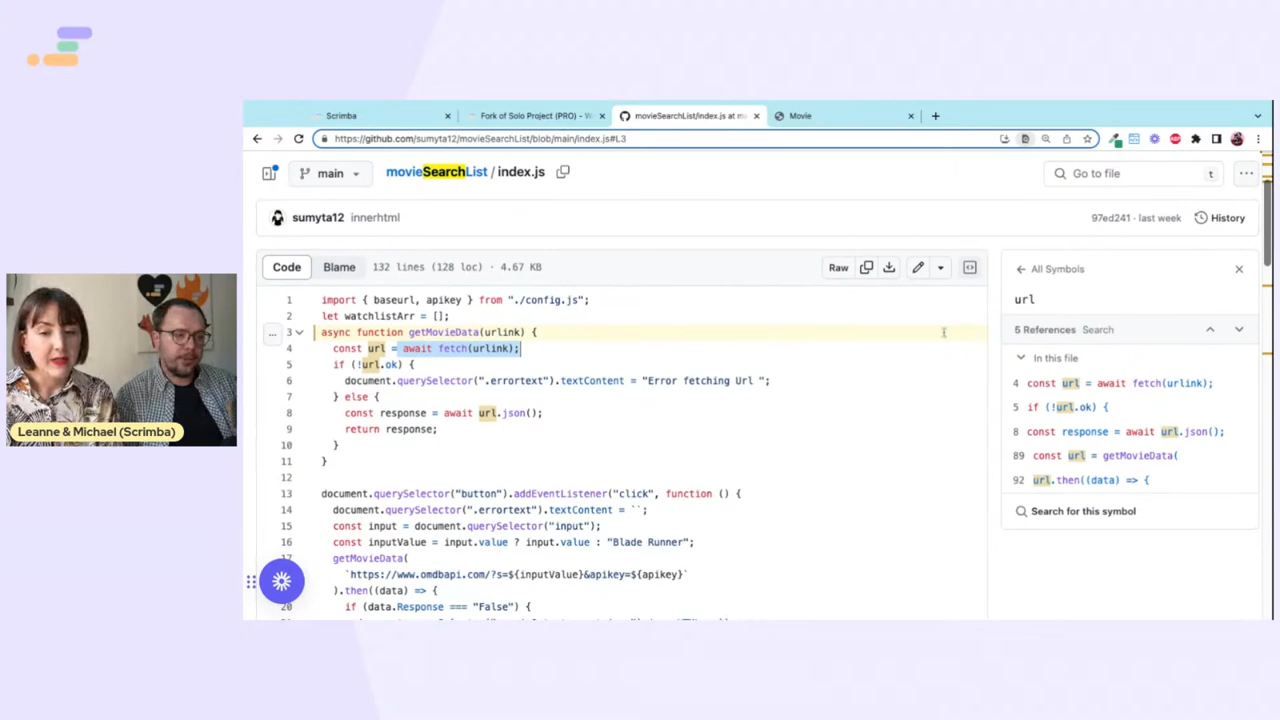 Scrimba
Fork of Solo Project (PRO) - W
movieSearchList/index.js at m
Movie
https://github.com/sumyta12/movieSearchList/blob/main/index.js#L3
main
movieSearchList / index.js
Go to file
t
sumyta12 innerhtml
97ed241 · last week
History
Code
Blame
132 lines (128 loc) · 4.67 KB
Raw
1 import { baseurl, apikey } from "./config.js";
2 let watchlistArr = [];
3 async function getMovieData(urlink) {
4 const url = await fetch(urlink);
5 if (!url.ok) {
6 document.querySelector(".errortext").textContent = "Error fetching Url ";
7 } else {
8 const response = await url.json();
9 return response;
10 }
11 }
12
13 document.querySelector("button").addEventListener("click", function () {
14 document.querySelector(".errortext").textContent = ``;
15 const input = document.querySelector("input");
16 const inputValue = input.value ? input.value : "Blade Runner";
17 getMovieData(
`https://www.omdbapi.com/?s=${inputValue}&apikey=${apikey}`
).then((data) => {
20 if (data.Response === "False") {
All Symbols
url
5 References Search
In this file
4 const url = await fetch(urlink);
5 if (!url.ok) {
8 const response = await url.json();
89 const url = getMovieData(
92 url.then((data) => {
Search for this symbol
Leanne & Michael (Scrimba)